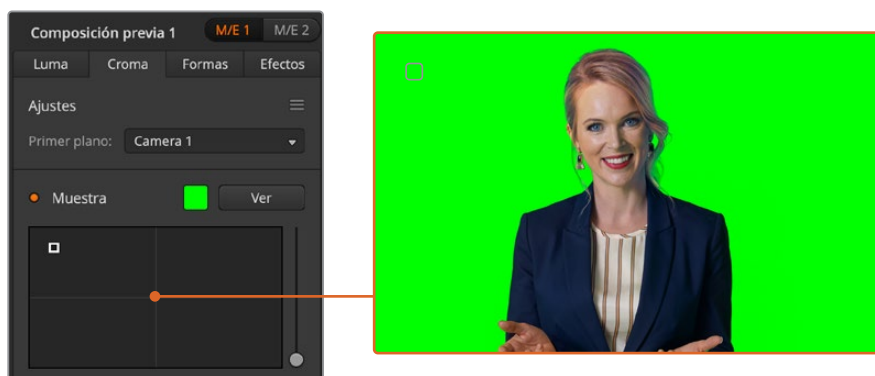 Composición previa 1 M/E 1 M/E 2
Luma Croma Formas Efectos
Ajustes
Primer plano: Camera 1
Muestra Ver